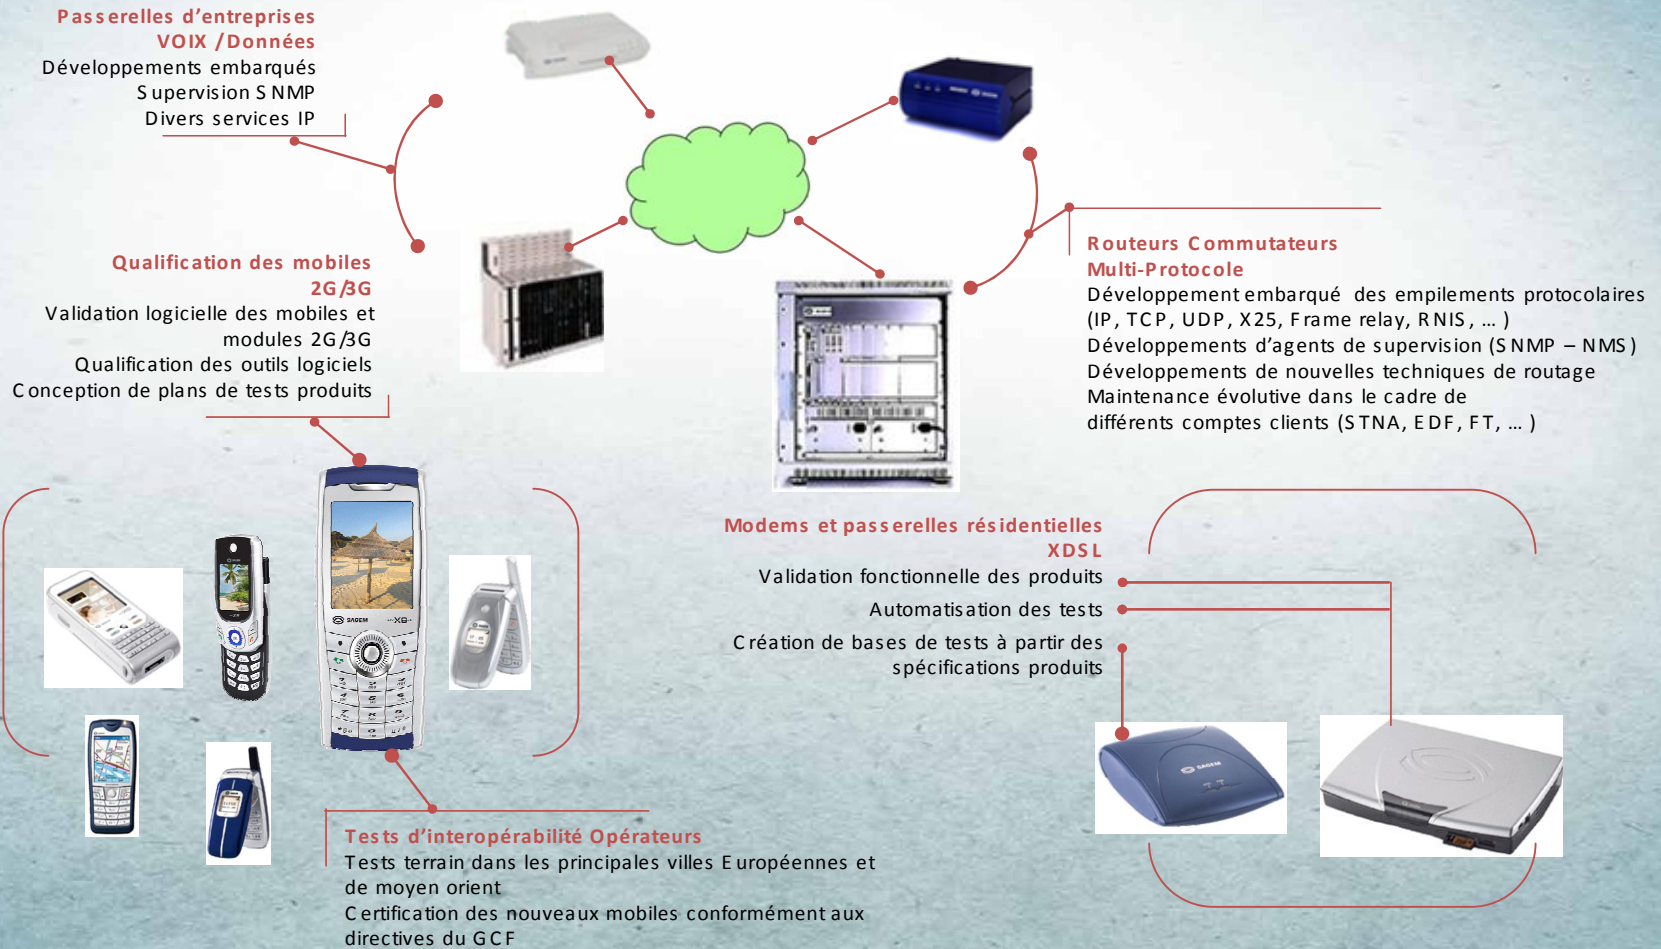 Passerelles d'entreprises
VOIX /Données
Développements embarqués
Supervision SNMP
Divers services IP
Qualification des mobiles
2G/3G
Validation logicielle des mobiles et
modules 2G/3G
Qualification des outils logiciels
Conception de plans de tests produits
Routeurs Commutateurs
Multi-Protocole
Développement embarqué des empilements protocolaires
(IP, TCP, UDP, X25, Frame relay, RNIS, … )
Développements d'agents de supervision (SNMP – NMS)
Développements de nouvelles techniques de routage
Maintenance évolutive dans le cadre de
différents comptes clients (STNA, EDF, FT, … )
Modems et passerelles résidentielles
XDSL
Validation fonctionnelle des produits
Automatisation des tests
Création de bases de tests à partir des
spécifications produits
SAGEM
SAGEM
Tests d'interopérabilité Opérateurs
Tests terrain dans les principales villes Européennes et
de moyen orient
Certification des nouveaux mobiles conformément aux
directives du GCF